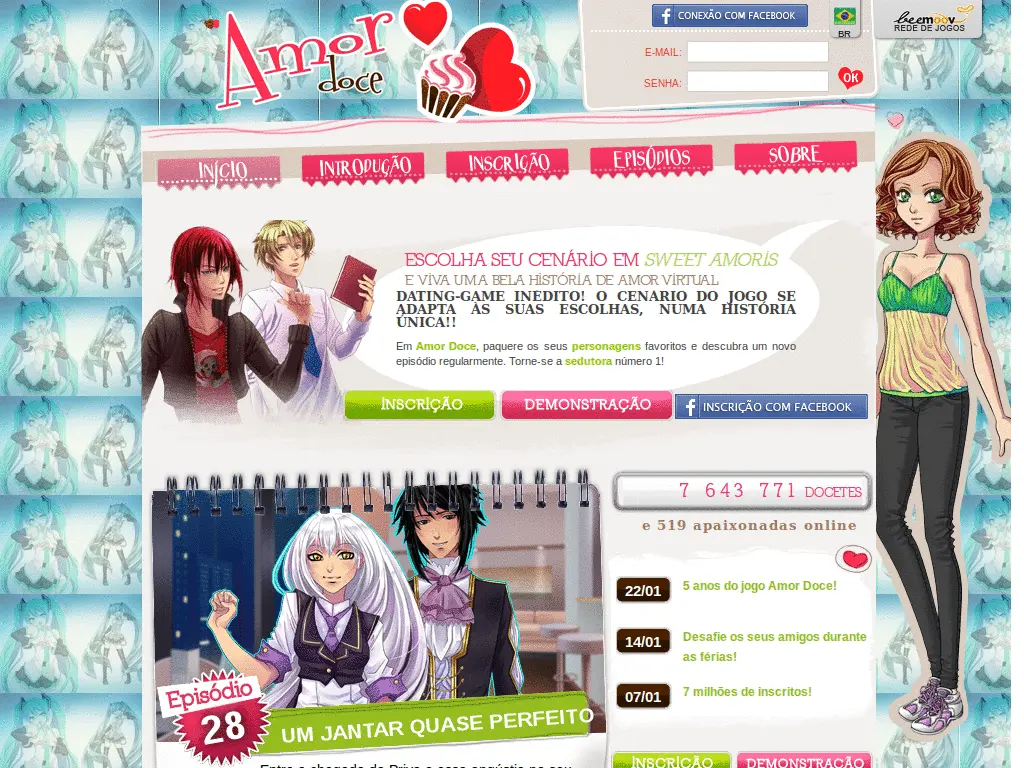 Amor
doce
CONEXÃO COM FACEBOOK
BR
beemoov
REDE DE JOGOS
E-MAIL:
SENHA:
OK
INÍCIO
INTRODUÇÃO
INSCRIÇÃO
EPISÓDIOS
SOBRE
ESCOLHA SEU CENÁRIO EM SWEET AMORIS
E VIVA UMA BELA HISTÓRIA DE AMOR VIRTUAL
DATING-GAME INEDITO! O CENARIO DO JOGO SE
ADAPTA ÀS SUAS ESCOLHAS, NUMA HISTÓRIA
ÚNICA!!
Em Amor Doce, paquere os seus personagens favoritos e descubra um novo
episódio regularmente. Torne-se a sedutora número 1!
INSCRIÇÃO
DEMONSTRAÇÃO
INSCRIÇÃO COM FACEBOOK
7 643 771 DOCETES
e 519 apaixonadas online
22/01 5 anos do jogo Amor Doce!
14/01 Desafie os seus amigos durante
as férias!
07/01 7 milhões de inscritos!
Episódio
28
UM JANTAR QUASE PERFEITO
INSCRIÇÃO
DEMONSTRAÇÃO